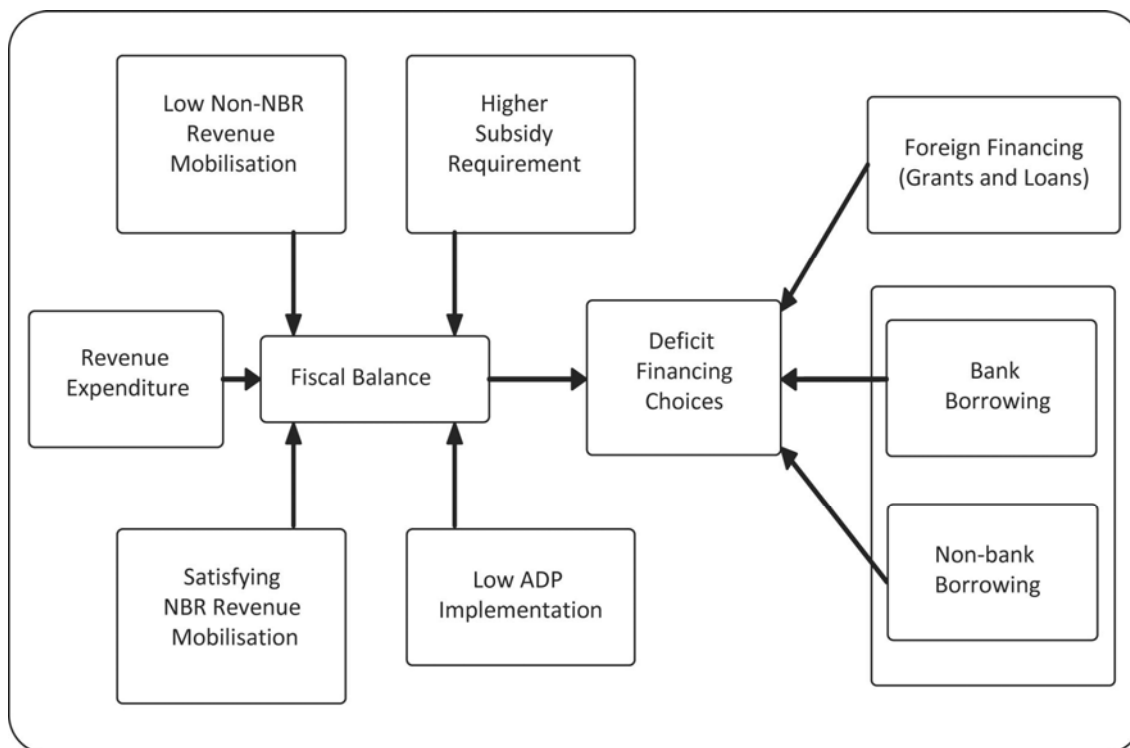 Low Non-NBR
Revenue
Mobilisation
Higher
Subsidy
Requirement
Foreign Financing
(Grants and Loans)
Revenue
Expenditure
Fiscal Balance
Deficit
Financing
Choices
Bank
Borrowing
Satisfying
NBR Revenue
Mobilisation
Low ADP
Implementation
Non-bank
Borrowing